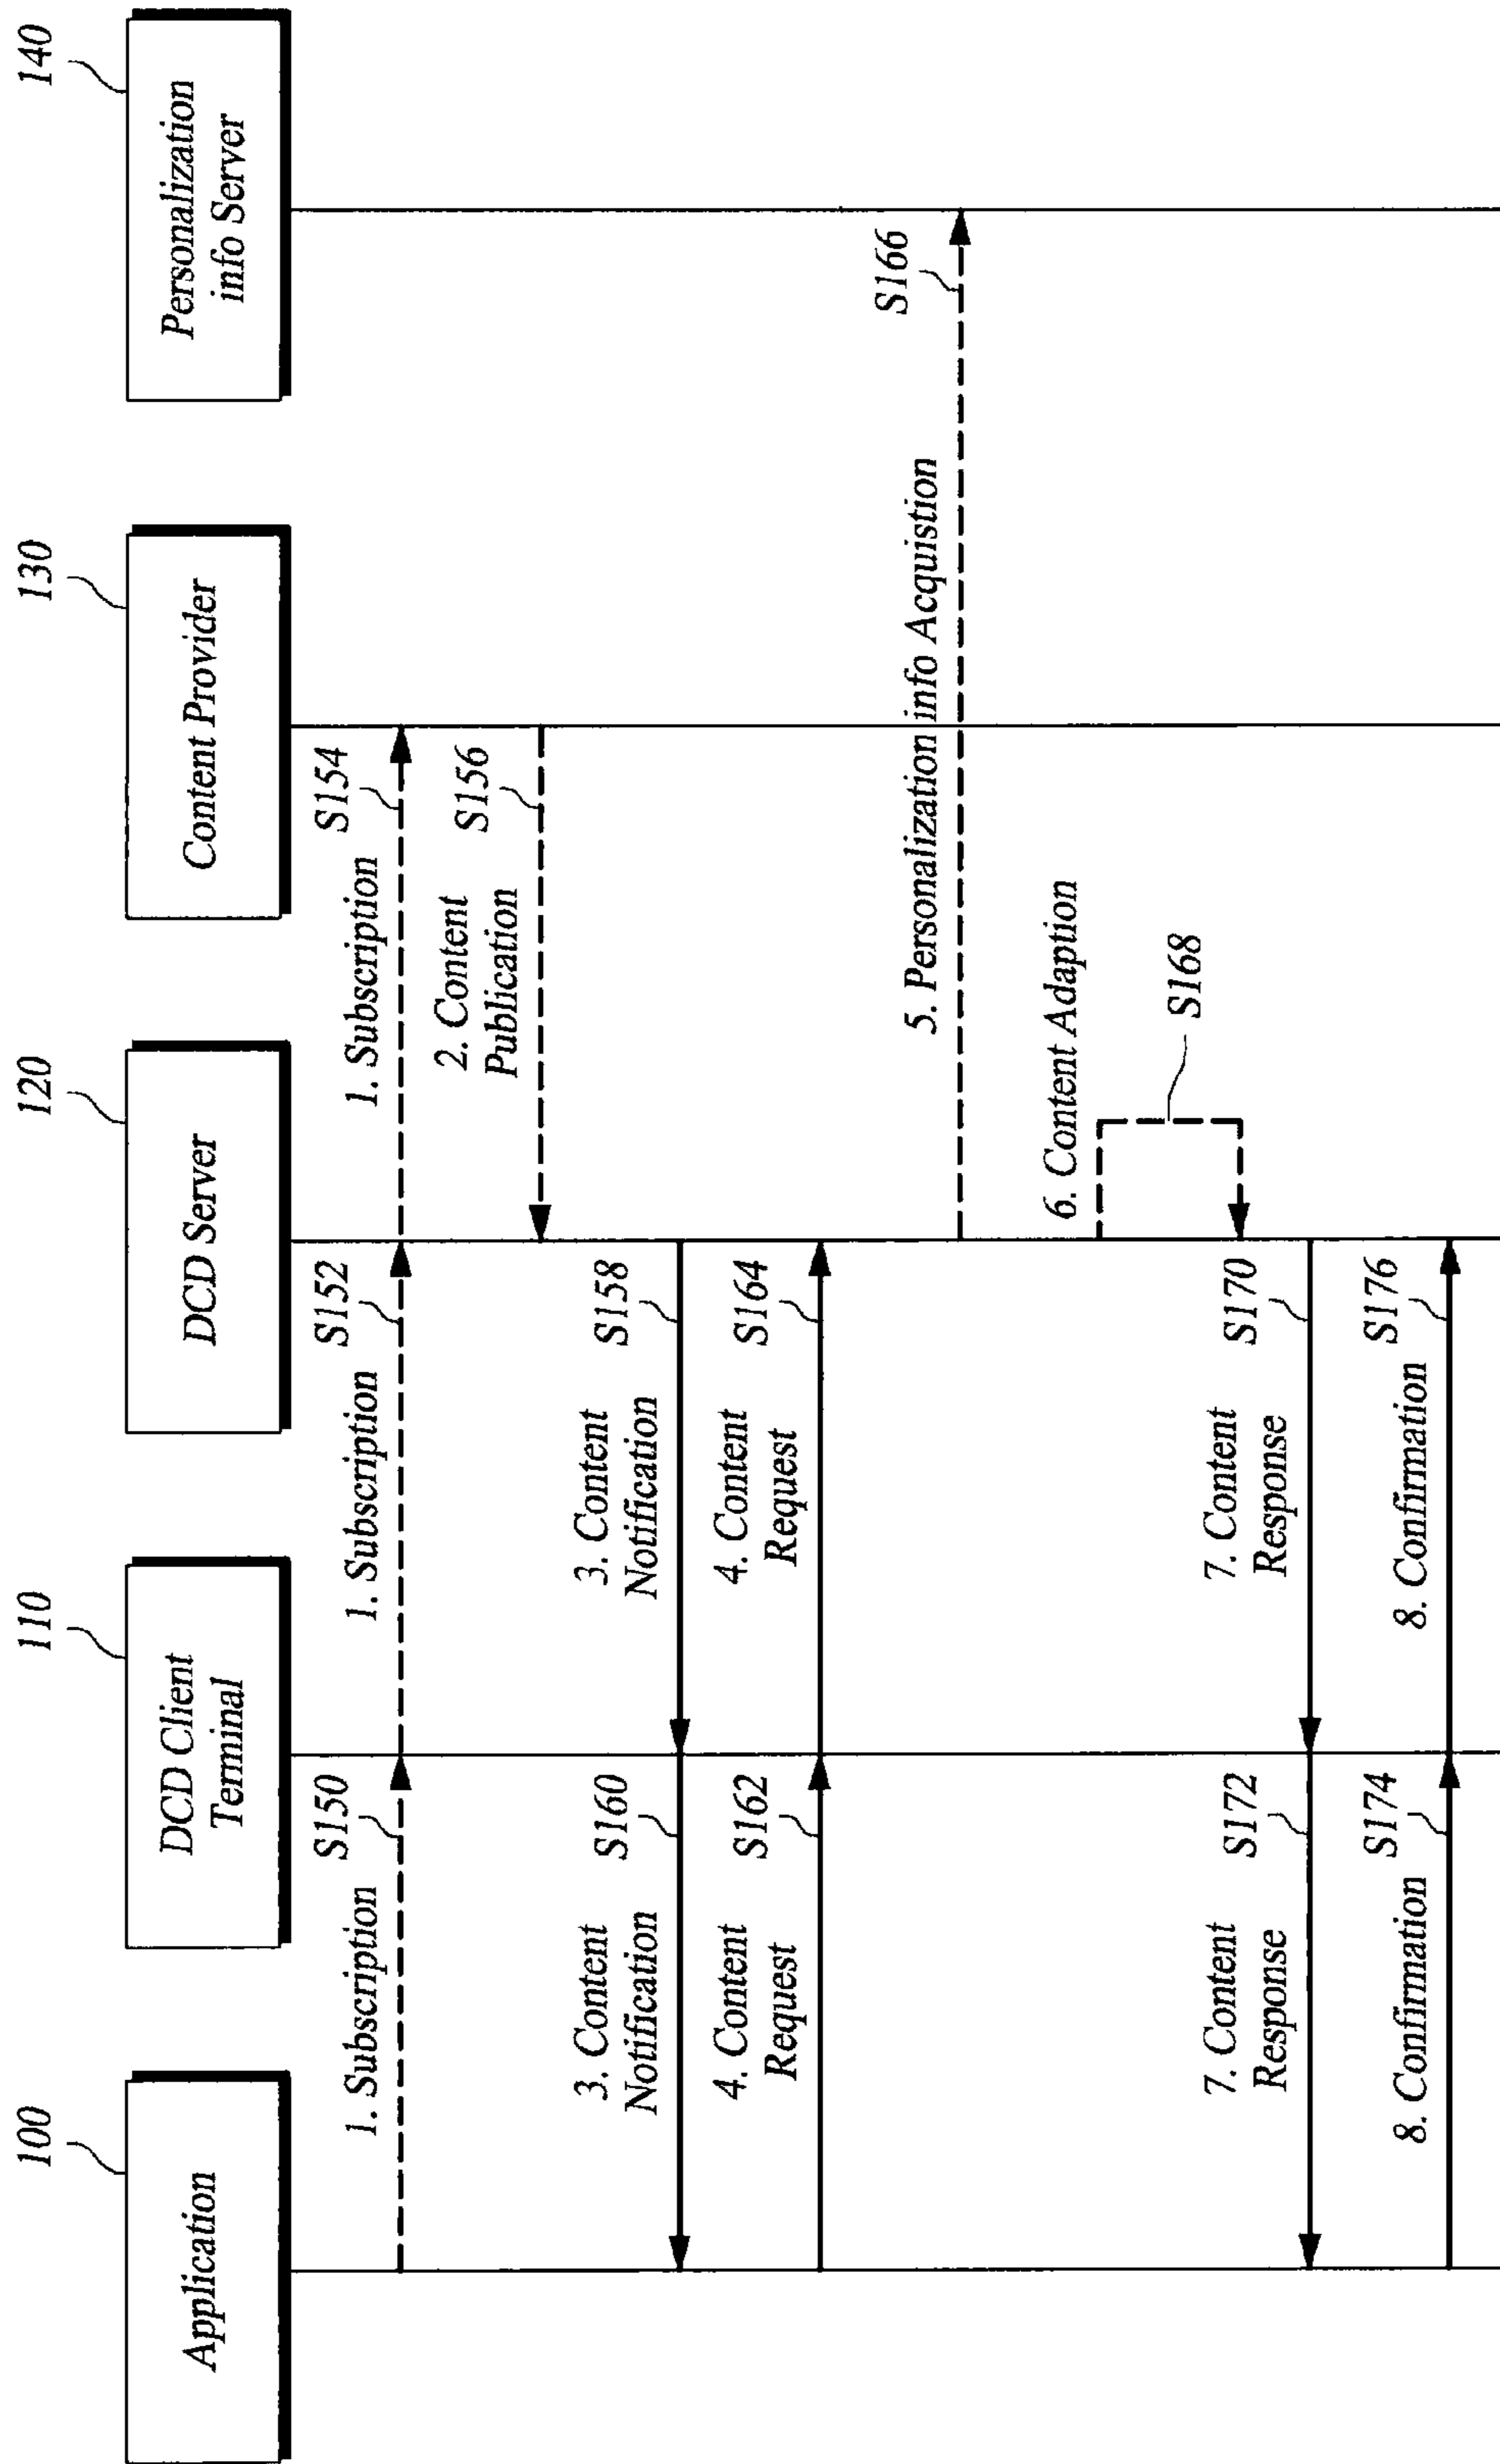 100
110
120
130
140
Application
DCD Client
Terminal
DCD Server
Content Provider
Personalization
info Server
1. Subscription
S150
1. Subscription
S152
1. Subscription
S154
2. Content
Publication
S156
3. Content
Notification
S160
3. Content
Notification
S158
4. Content
Request
S162
4. Content
Request
S164
5. Personalization info Acquistion
S166
6. Content Adaption
S168
7. Content
Response
S172
7. Content
Response
S170
8. Confirmation
S174
8. Confirmation
S176